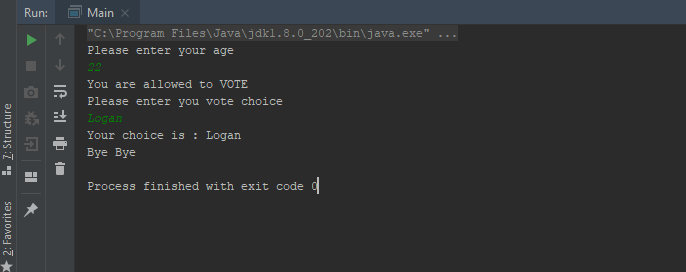 Run: Main ×
"C:\Program Files\Java\jdk1.8.0_202\bin\java.exe" ...
Please enter your age
22
You are allowed to VOTE
Please enter you vote choice
Logan
Your choice is : Logan
Bye Bye
Process finished with exit code 0
7: Structure
2: Favorites